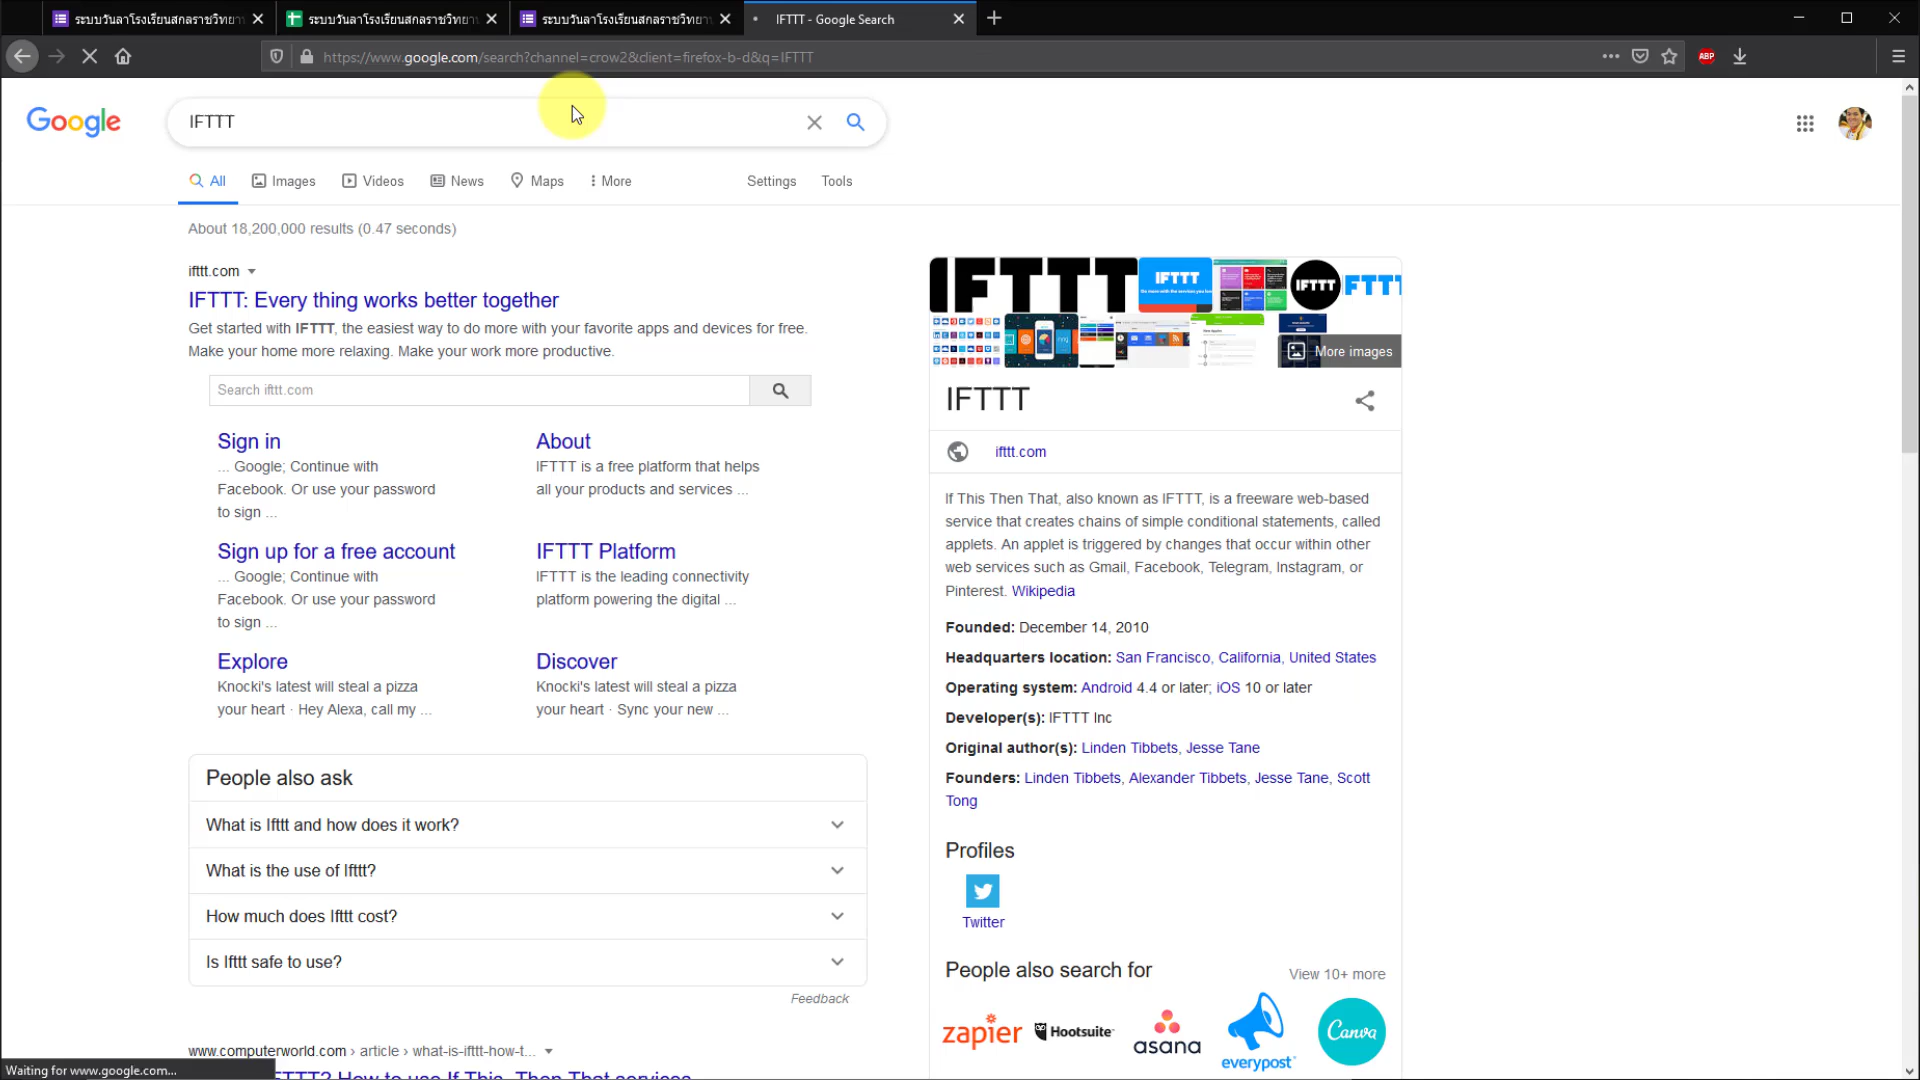 ระบบวันลาโรงเรียนสกลราชวิทยา
ระบบวันลาโรงเรียนสกลราชวิทยา
ระบบวันลาโรงเรียนสกลราชวิทยา
IFTTT - Google Search
https://www.google.com/search?channel=crow2&client=firefox-b-d&q=IFTTT
ABP
Google
IFTTT
All
Images
Videos
News
Maps
More
Settings
Tools
About 18,200,000 results (0.47 seconds)
ifttt.com
IFTTT: Every thing works better together
Get started with IFTTT, the easiest way to do more with your favorite apps and devices for free.
Make your home more relaxing. Make your work more productive.
Search ifttt.com
Sign in
... Google; Continue with
Facebook. Or use your password
to sign ...
About
IFTTT is a free platform that helps
all your products and services ...
Sign up for a free account
... Google; Continue with
Facebook. Or use your password
to sign ...
IFTTT Platform
IFTTT is the leading connectivity
platform powering the digital ...
Explore
Knocki's latest will steal a pizza
your heart · Hey Alexa, call my ...
Discover
Knocki's latest will steal a pizza
your heart · Sync your new ...
People also ask
What is Ifttt and how does it work?
What is the use of Ifttt?
How much does Ifttt cost?
Is Ifttt safe to use?
Feedback
www.computerworld.com › article › what-is-ifttt-how-t...
IFTTT? How to use If This, Then That services
Waiting for www.google.com...
IFTTT
IFTTT
IFTTT
IFTTT
More images
IFTTT
ifttt.com
If This Then That, also known as IFTTT, is a freeware web-based
service that creates chains of simple conditional statements, called
applets. An applet is triggered by changes that occur within other
web services such as Gmail, Facebook, Telegram, Instagram, or
Pinterest. Wikipedia
Founded: December 14, 2010
Headquarters location: San Francisco, California, United States
Operating system: Android 4.4 or later; iOS 10 or later
Developer(s): IFTTT Inc
Original author(s): Linden Tibbets, Jesse Tane
Founders: Linden Tibbets, Alexander Tibbets, Jesse Tane, Scott
Tong
Profiles
Twitter
People also search for
View 10+ more
zapier
Hootsuite
asana
everypost
Canva